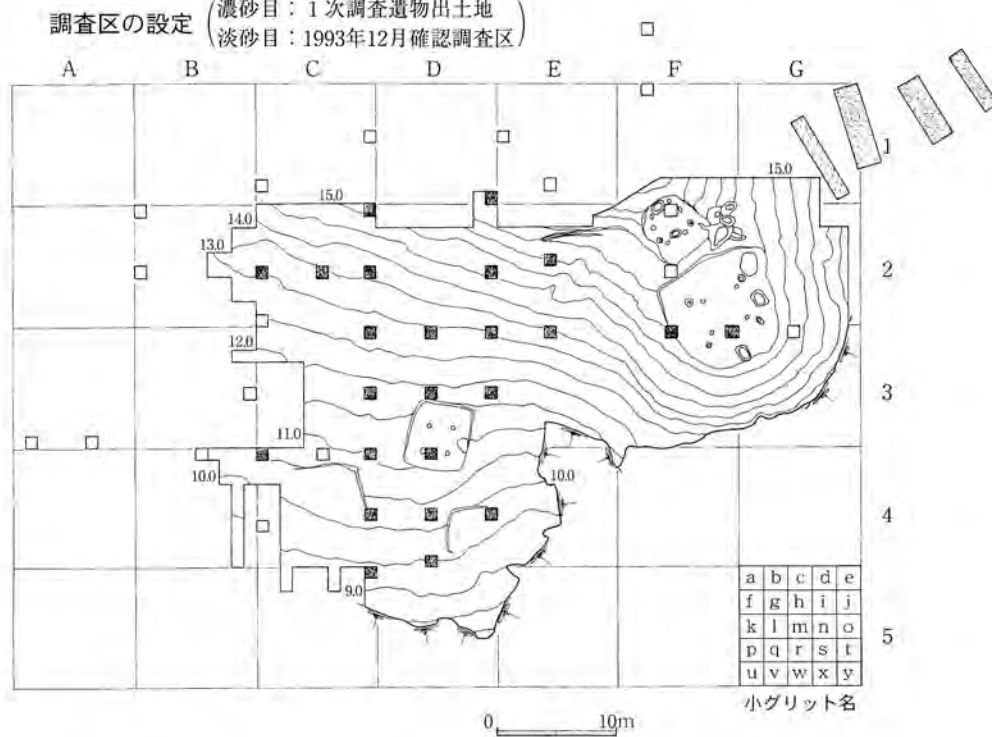 調査区の設定
濃砂目：1次調査遺物出土地
淡砂目：1993年12月確認調査区
A B C D E F G
1
15.0
15.0
14.0
13.0
2
12.0
3
11.0
10.0
10.0
4
9.0
5
a b c d e
f g h i j
k l m n o
p q r s t
u v w x y
小グリット名
0 10m